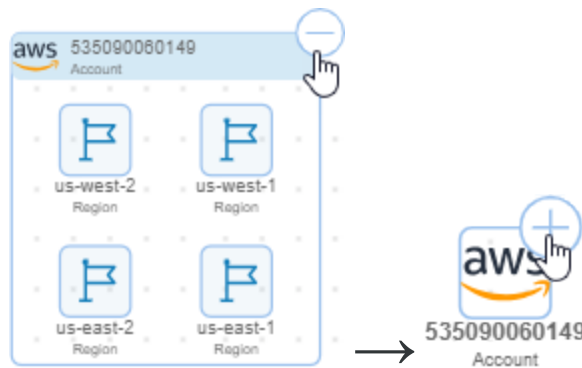 aws 535090060149
Account
us-west-2 us-west-1
Region Region
us-east-2 us-east-1
Region Region
aws
535090060149
Account